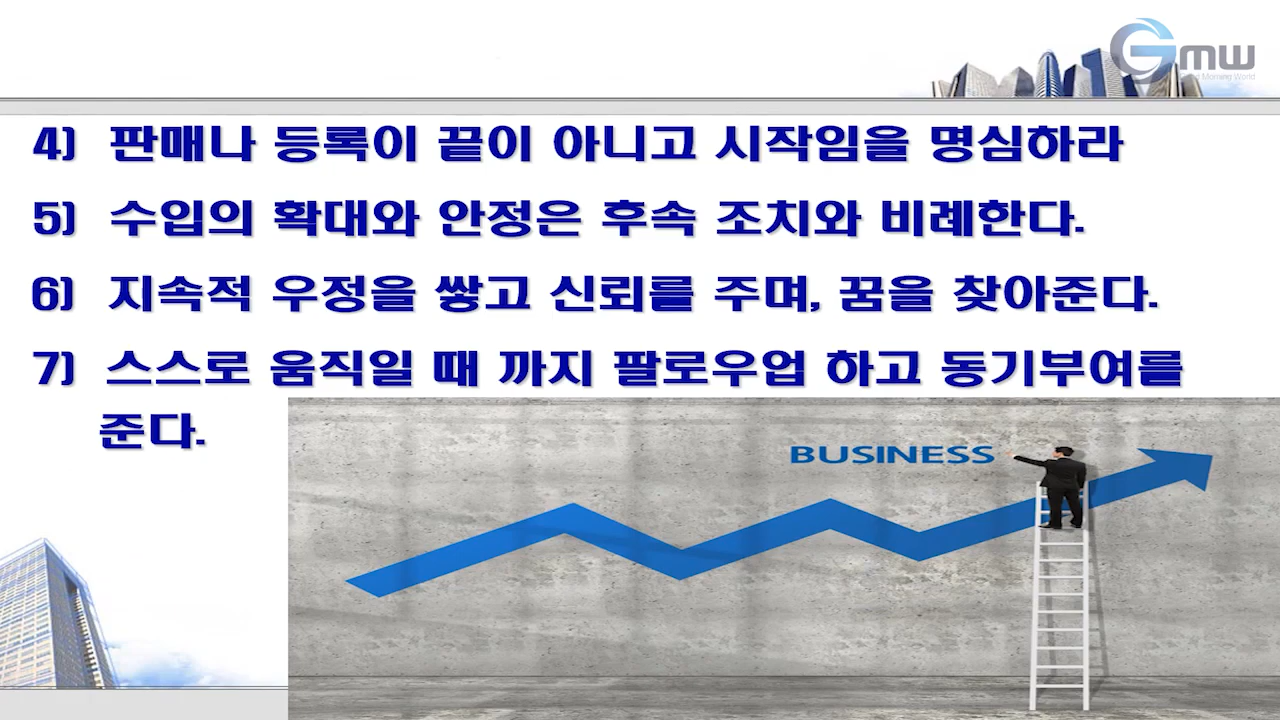 Gmw
Good Morning World
4) 판매나 등록이 끝이 아니고 시작임을 명심하라
5) 수입의 확대와 안정은 후속 조치와 비례한다.
6) 지속적 우정을 쌓고 신뢰를 주며, 꿈을 찾아준다.
7) 스스로 움직일 때 까지 팔로우업 하고 동기부여를
준다.
BUSINESS